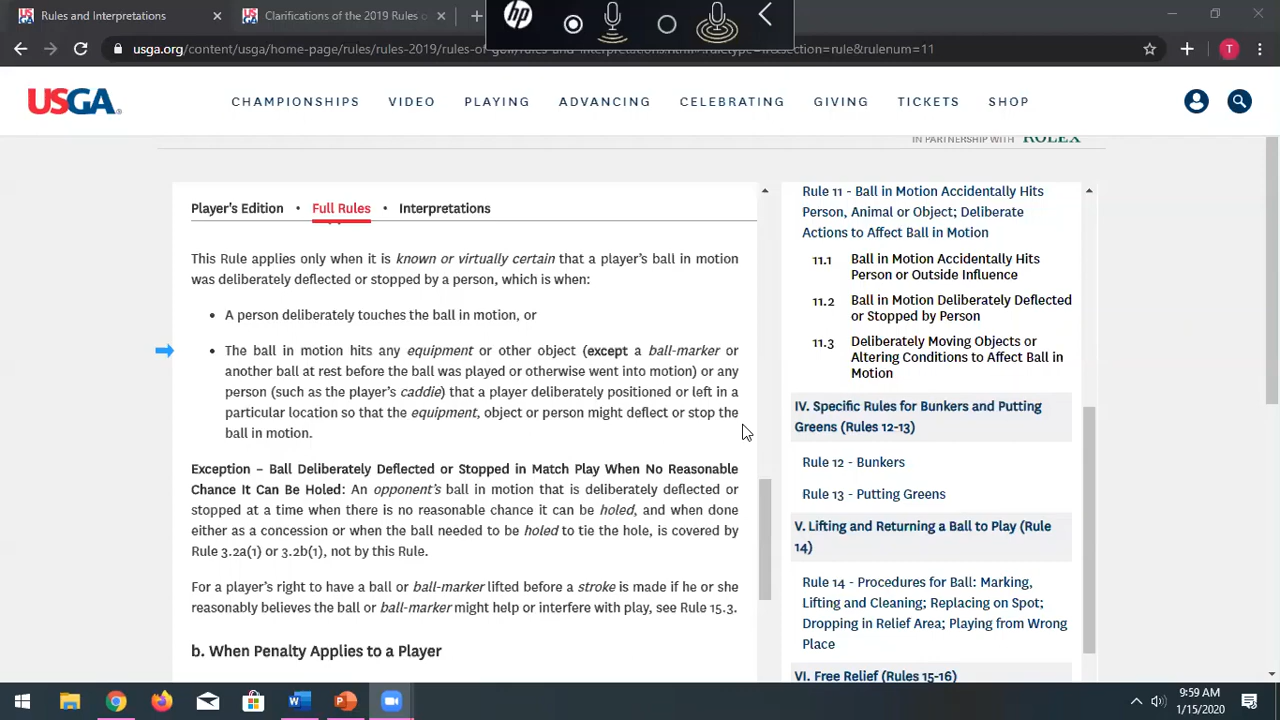 Rules and Interpretations
Clarifications of the 2019 Rules o
hp
usga.org/content/usga/home-page/rules/rules-2019/rules-of-golf/rules-and-interpretations.html#!ruletype=fr&section=rule&rulenum=11
T
USGA
CHAMPIONSHIPS VIDEO PLAYING ADVANCING CELEBRATING GIVING TICKETS SHOP
IN PARTNERSHIP WITH ROLEX
Player's Edition • Full Rules • Interpretations
This Rule applies only when it is known or virtually certain that a player's ball in motion
was deliberately deflected or stopped by a person, which is when:
• A person deliberately touches the ball in motion, or
• The ball in motion hits any equipment or other object (except a ball-marker or
another ball at rest before the ball was played or otherwise went into motion) or any
person (such as the player's caddie) that a player deliberately positioned or left in a
particular location so that the equipment, object or person might deflect or stop the
ball in motion.
Exception – Ball Deliberately Deflected or Stopped in Match Play When No Reasonable
Chance It Can Be Holed: An opponent's ball in motion that is deliberately deflected or
stopped at a time when there is no reasonable chance it can be holed, and when done
either as a concession or when the ball needed to be holed to tie the hole, is covered by
Rule 3.2a(1) or 3.2b(1), not by this Rule.
For a player's right to have a ball or ball-marker lifted before a stroke is made if he or she
reasonably believes the ball or ball-marker might help or interfere with play, see Rule 15.3.
b. When Penalty Applies to a Player
Rule 11 - Ball in Motion Accidentally Hits
Person, Animal or Object; Deliberate
Actions to Affect Ball in Motion
11.1 Ball in Motion Accidentally Hits
Person or Outside Influence
11.2 Ball in Motion Deliberately Deflected
or Stopped by Person
11.3 Deliberately Moving Objects or
Altering Conditions to Affect Ball in
Motion
IV. Specific Rules for Bunkers and Putting
Greens (Rules 12-13)
Rule 12 - Bunkers
Rule 13 - Putting Greens
V. Lifting and Returning a Ball to Play (Rule
14)
Rule 14 - Procedures for Ball: Marking,
Lifting and Cleaning; Replacing on Spot;
Dropping in Relief Area; Playing from Wrong
Place
VI. Free Relief (Rules 15-16)
9:59 AM
1/15/2020